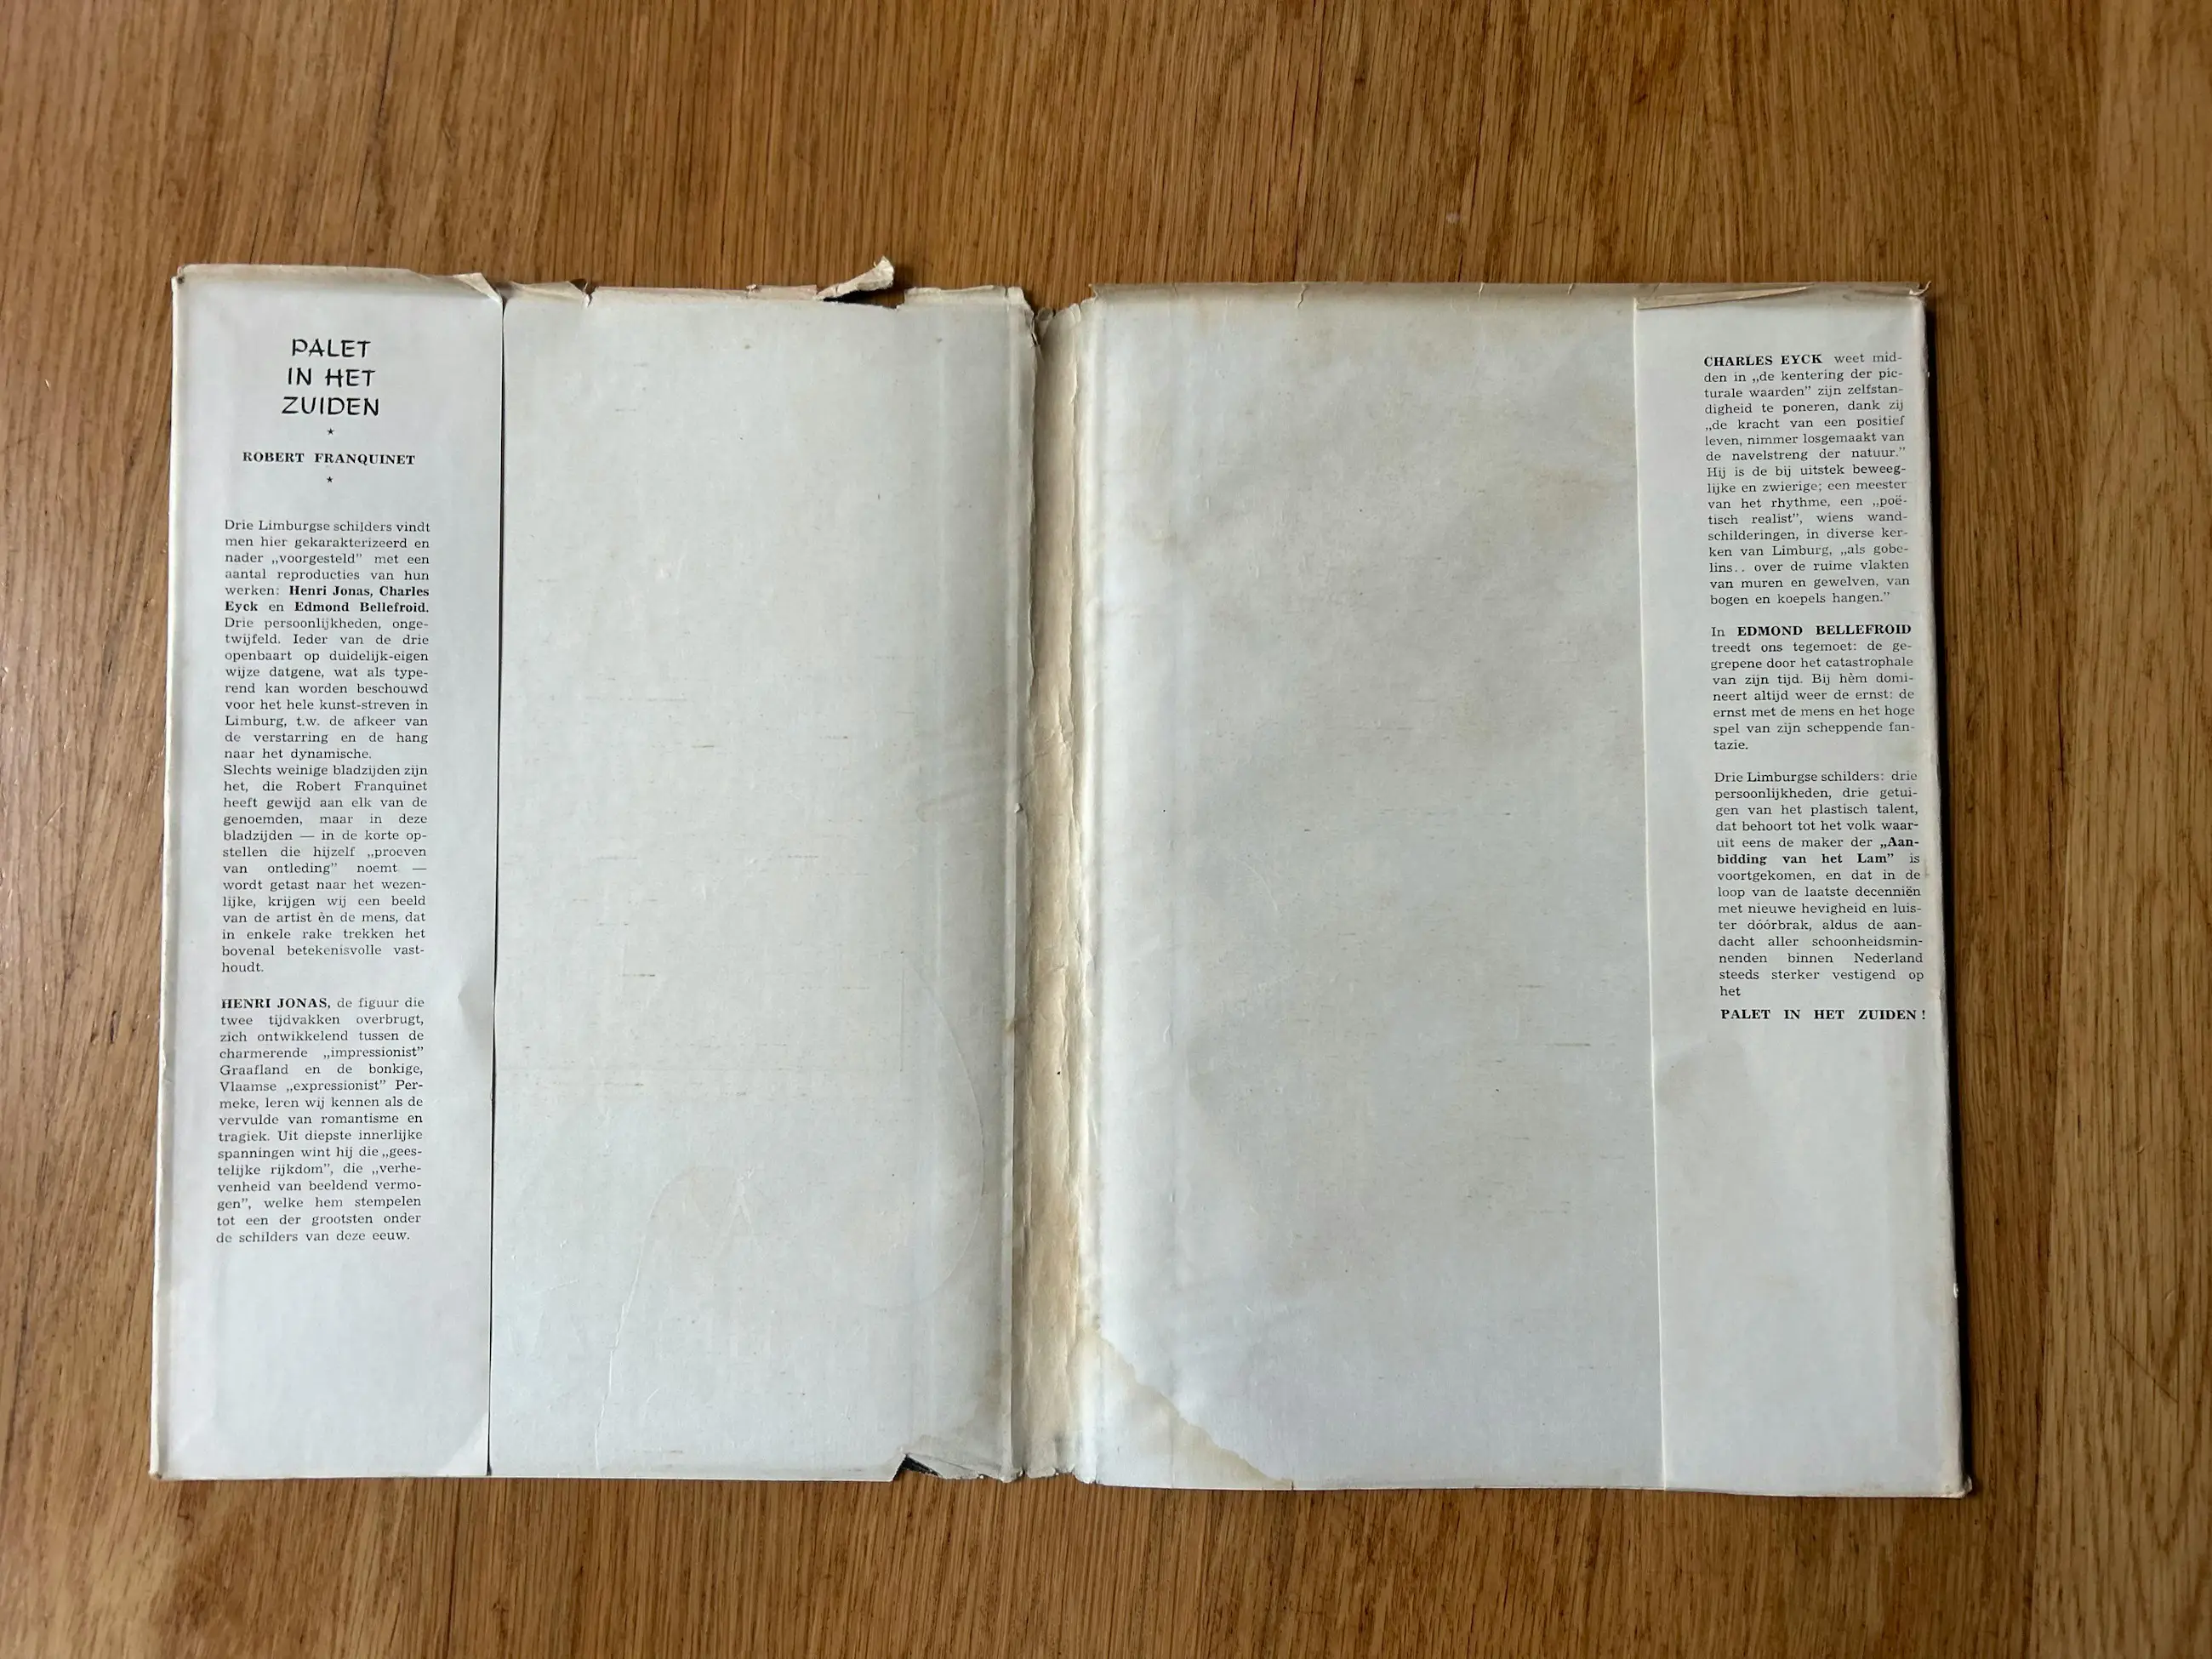 PALET
IN HET
ZUIDEN
★
ROBERT FRANQUINET
★
Drie Limburgse schilders vindt
men hier gekarakterizeerd en
nader „voorgesteld” met een
aantal reproducties van hun
werken: Henri Jonas, Charles
Eyck en Edmond Bellefroid.
Drie persoonlijkheden, onge-
twijfeld. Ieder van de drie
openbaart op duidelijk-eigen
wijze datgene, wat als type-
rend kan worden beschouwd
voor het hele kunst-streven in
Limburg, t.w. de afkeer van
de verstarring en de hang
naar het dynamische.
Slechts weinige bladzijden zijn
het, die Robert Franquinet
heeft gewijd aan elk van de
genoemden, maar in deze
bladzijden — in de korte op-
stellen die hijzelf „proeven
van ontleding” noemt —
wordt getast naar het wezen-
lijke, krijgen wij een beeld
van de artist èn de mens, dat
in enkele rake trekken het
bovenal betekenisvolle vast-
houdt.
HENRI JONAS, de figuur die
twee tijdvakken overbrugt,
zich ontwikkelend tussen de
charmerende „impressionist”
Graafland en de bonkige,
Vlaamse „expressionist” Per-
meke, leren wij kennen als de
vervulde van romantisme en
tragiek. Uit diepste innerlijke
spanningen wint hij die „gees-
telijke rijkdom”, die „verhe-
venheid van beeldend vermo-
gen”, welke hem stempelen
tot een der grootsten onder
de schilders van deze eeuw.
CHARLES EYCK weet mid-
den in „de kentering der pic-
turale waarden” zijn zelfstan-
digheid te poneren, dank zij
„de kracht van een positief
leven, nimmer losgemaakt van
de navelstreng der natuur.”
Hij is de bij uitstek beweeg-
lijke en zwierige; een meester
van het rhythme, een „poë-
tisch realist”, wiens wand-
schilderingen, in diverse ker-
ken van Limburg, „als gobe-
lins.. over de ruime vlakten
van muren en gewelven, van
bogen en koepels hangen.”
In EDMOND BELLEFROID
treedt ons tegemoet: de ge-
grepene door het catastrophale
van zijn tijd. Bij hèm domi-
neert altijd weer de ernst: de
ernst met de mens en het hoge
spel van zijn scheppende fan-
tazie.
Drie Limburgse schilders: drie
persoonlijkheden, drie getui-
gen van het plastisch talent,
dat behoort tot het volk waar-
uit eens de maker der „Aan-
bidding van het Lam” is
voortgekomen, en dat in de
loop van de laatste decenniën
met nieuwe hevigheid en luis-
ter dóórbrak, aldus de aan-
dacht aller schoonheidsmin-
nenden binnen Nederland
steeds sterker vestigend op
het
PALET IN HET ZUIDEN!